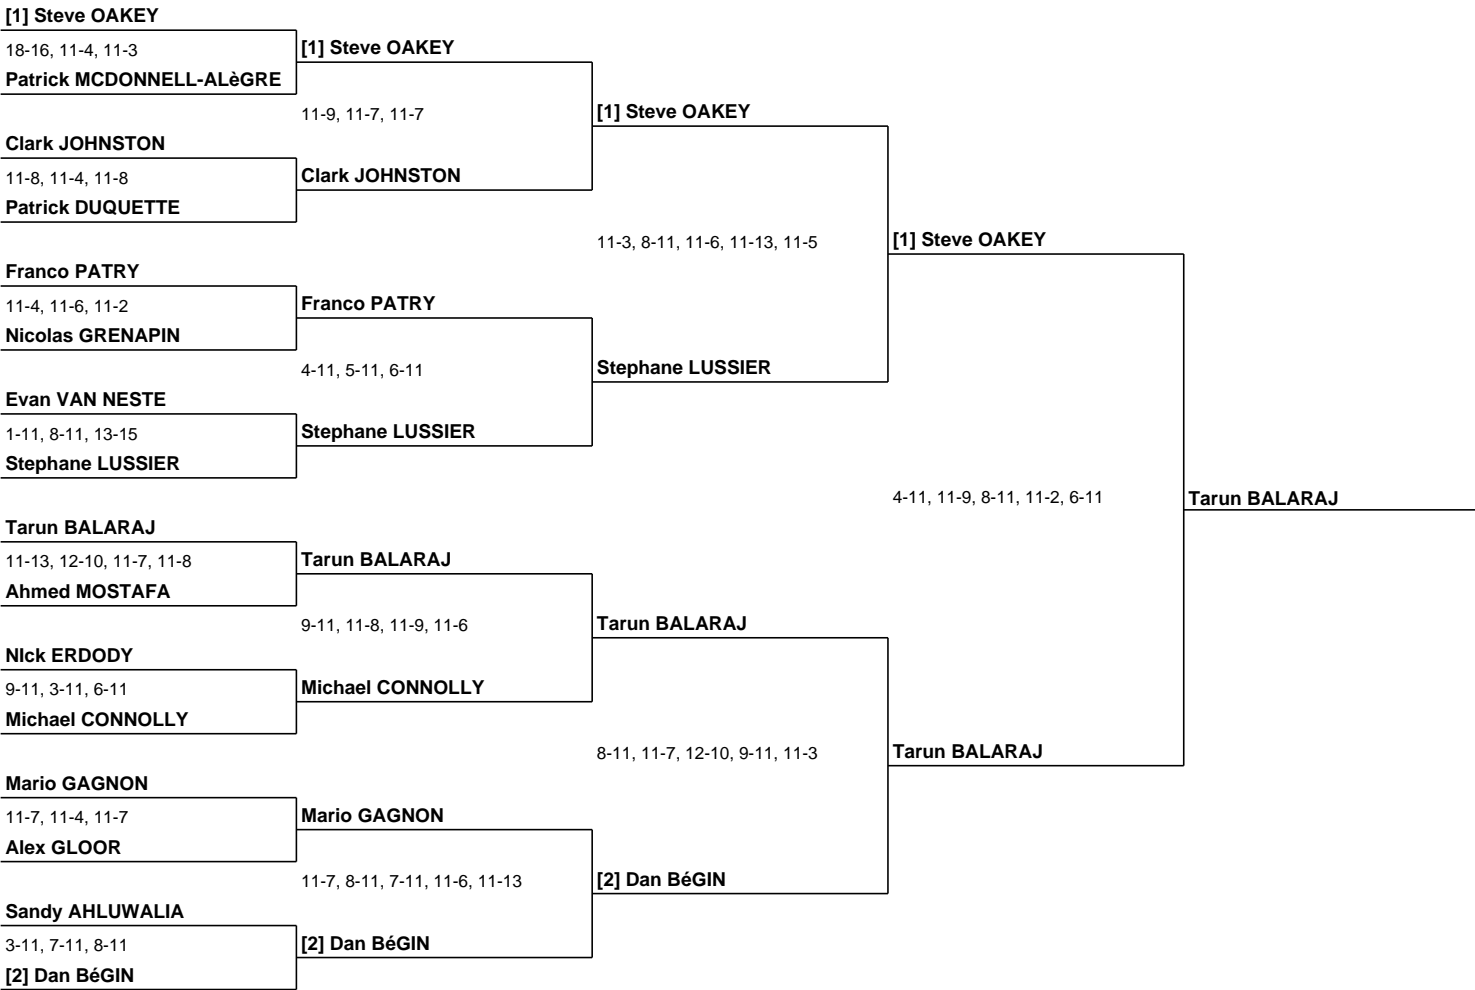 [1] Steve OAKEY
18-16, 11-4, 11-3
Patrick MCDONNELL-ALèGRE
Clark JOHNSTON
11-8, 11-4, 11-8
Patrick DUQUETTE
Franco PATRY
11-4, 11-6, 11-2
Nicolas GRENAPIN
Evan VAN NESTE
1-11, 8-11, 13-15
Stephane LUSSIER
Tarun BALARAJ
11-13, 12-10, 11-7, 11-8
Ahmed MOSTAFA
NIck ERDODY
9-11, 3-11, 6-11
Michael CONNOLLY
Mario GAGNON
11-7, 11-4, 11-7
Alex GLOOR
Sandy AHLUWALIA
3-11, 7-11, 8-11
[2] Dan BéGIN
[1] Steve OAKEY
11-9, 11-7, 11-7
Clark JOHNSTON
Franco PATRY
4-11, 5-11, 6-11
Stephane LUSSIER
Tarun BALARAJ
9-11, 11-8, 11-9, 11-6
Michael CONNOLLY
Mario GAGNON
11-7, 8-11, 7-11, 11-6, 11-13
[2] Dan BéGIN
[1] Steve OAKEY
11-3, 8-11, 11-6, 11-13, 11-5
Stephane LUSSIER
Tarun BALARAJ
8-11, 11-7, 12-10, 9-11, 11-3
[2] Dan BéGIN
[1] Steve OAKEY
4-11, 11-9, 8-11, 11-2, 6-11
Tarun BALARAJ
Tarun BALARAJ